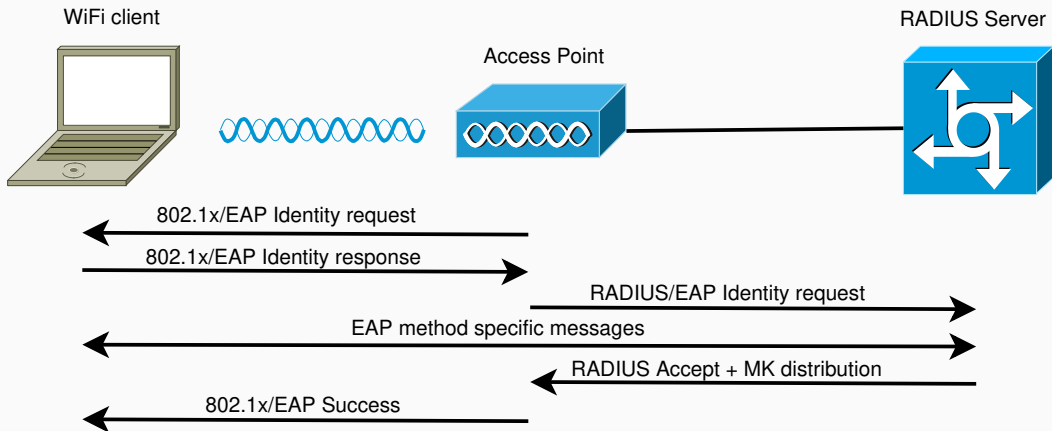 WiFi client
RADIUS Server
Access Point
802.1x/EAP Identity request
802.1x/EAP Identity response
RADIUS/EAP Identity request
EAP method specific messages
RADIUS Accept + MK distribution
802.1x/EAP Success